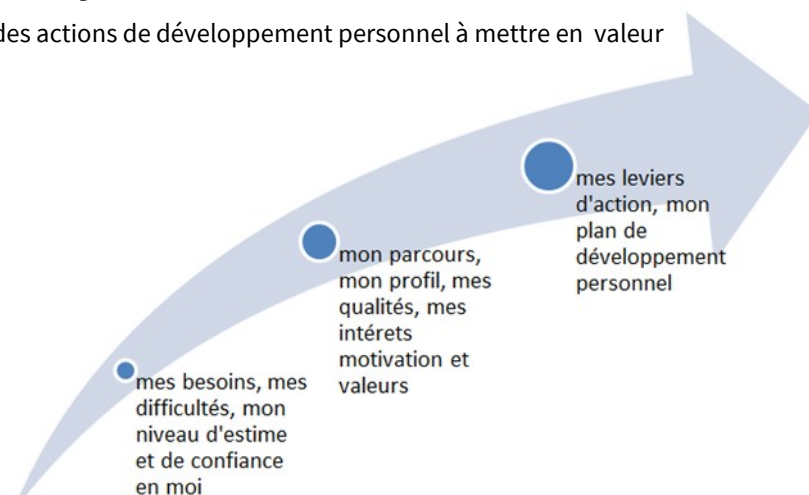 des actions de développement personnel à mettre en valeur
mes leviers
d'action, mon
plan de
développement
personnel
mon parcours,
mon profil, mes
qualités, mes
intérets
motivation et
valeurs
mes besoins, mes
difficultés, mon
niveau d'estime
et de confiance
en moi